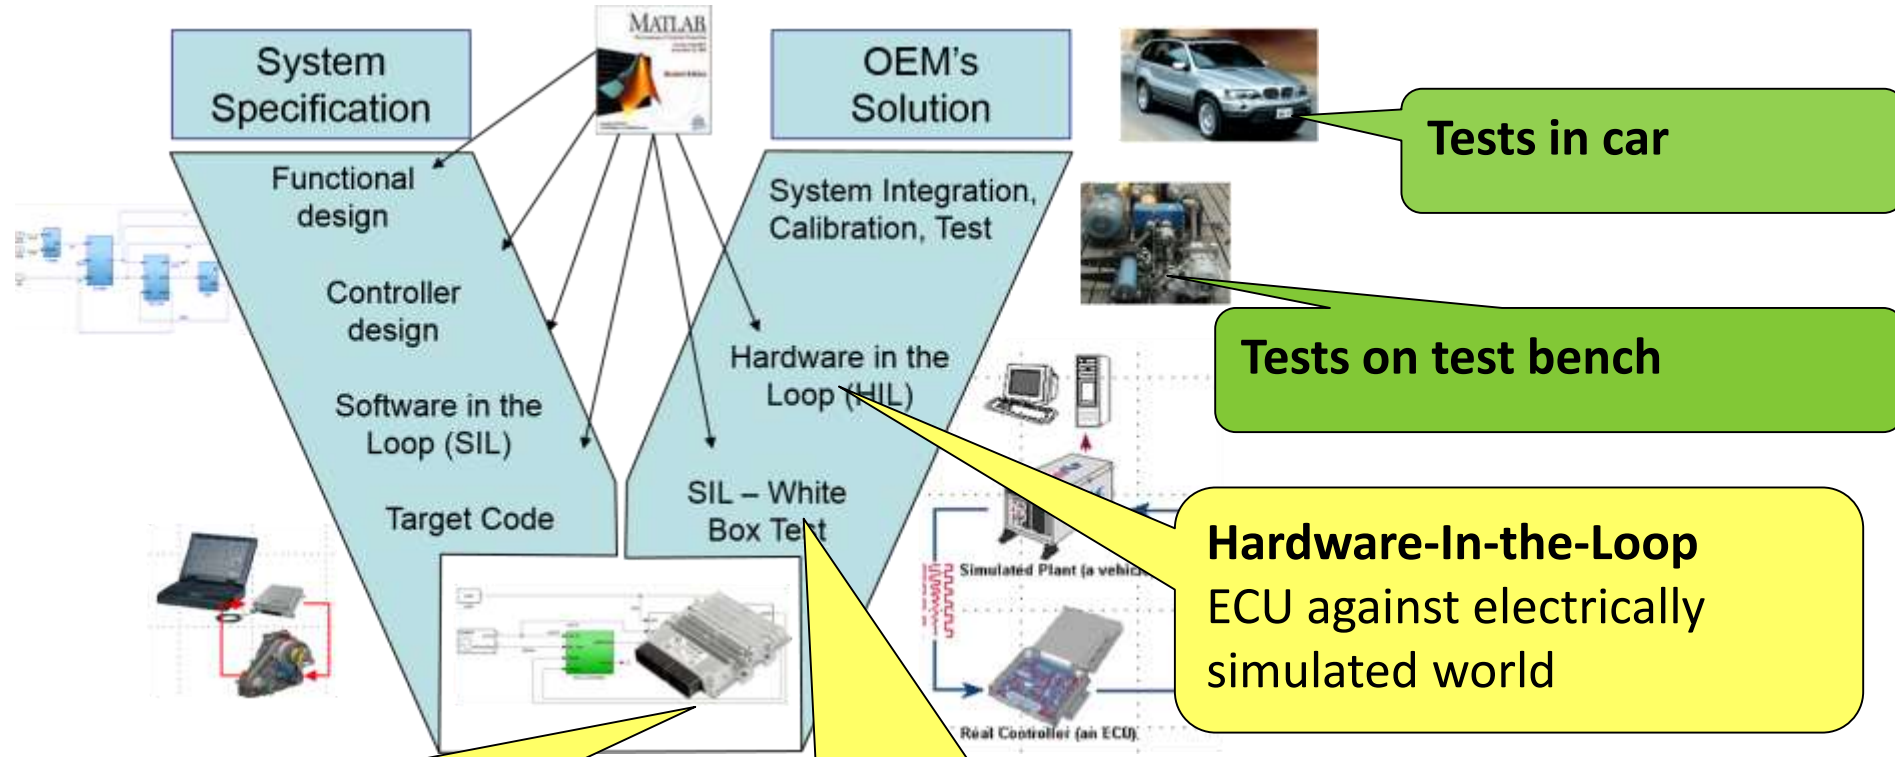 System
Specification
MATLAB
OEM's
Solution
Tests in car
Functional
design
System Integration,
Calibration, Test
Controller
design
Hardware in the
Loop (HIL)
Tests on test bench
Software in the
Loop (SIL)
Target Code
SIL – White
Box Test
Hardware-In-the-Loop
ECU against electrically
simulated world
Simulated Plant (a vehicle
Real Controller (an ECU)